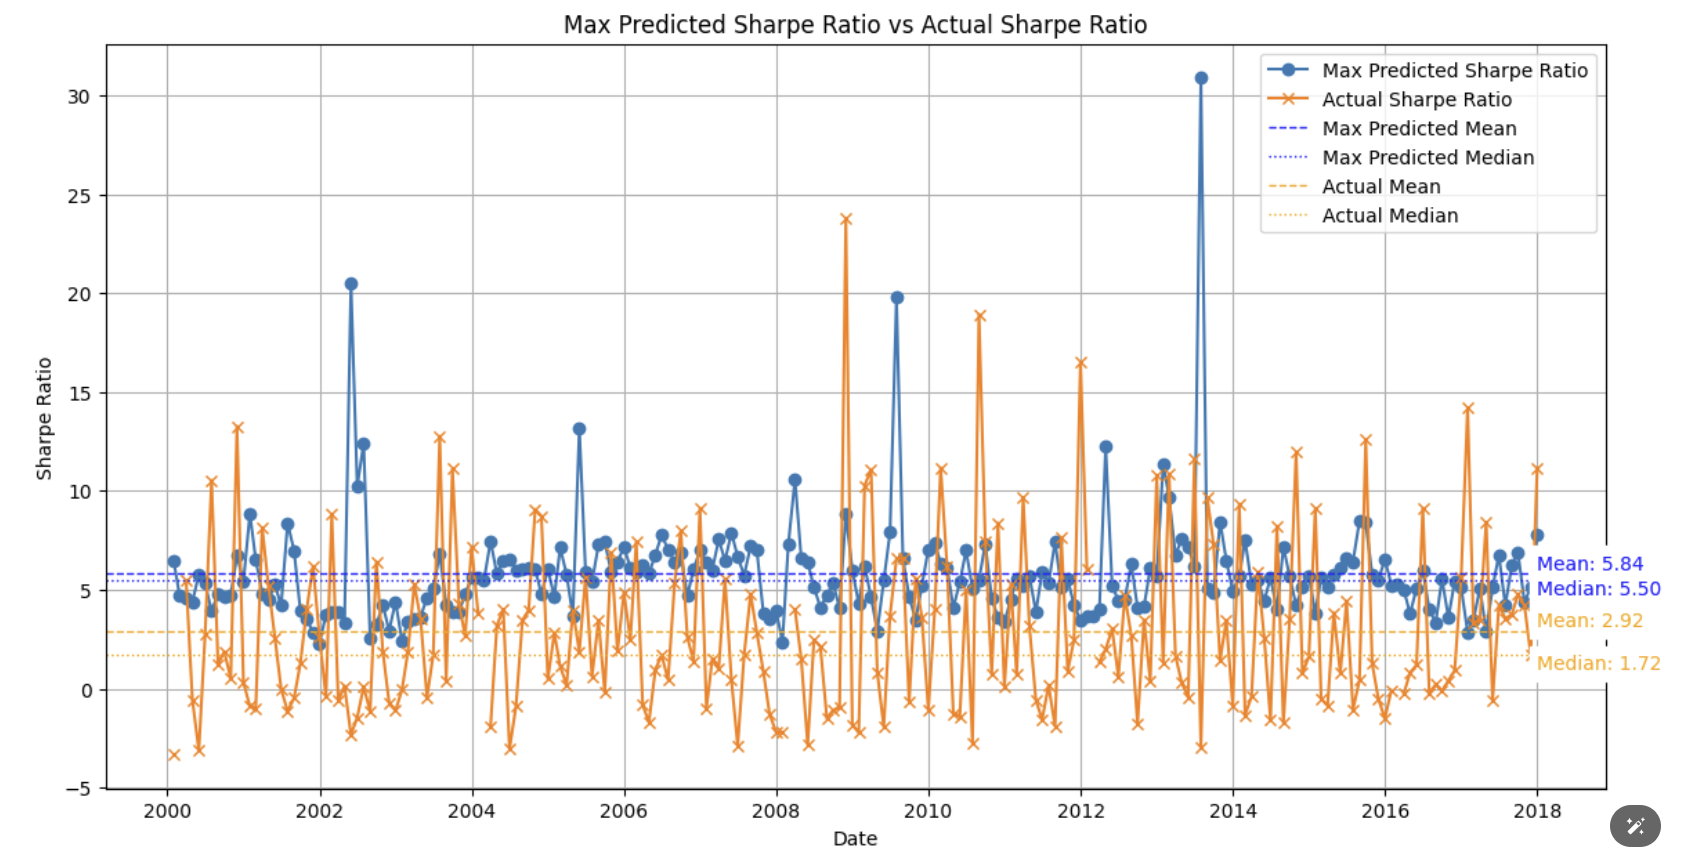 Max Predicted Sharpe Ratio vs Actual Sharpe Ratio
Max Predicted Sharpe Ratio
Actual Sharpe Ratio
Max Predicted Mean
Max Predicted Median
Actual Mean
Actual Median
Sharpe Ratio
30
25
20
15
10
5
0
−5
Mean: 5.84
Median: 5.50
Mean: 2.92
Median: 1.72
2000 2002 2004 2006 2008 2010 2012 2014 2016 2018
Date